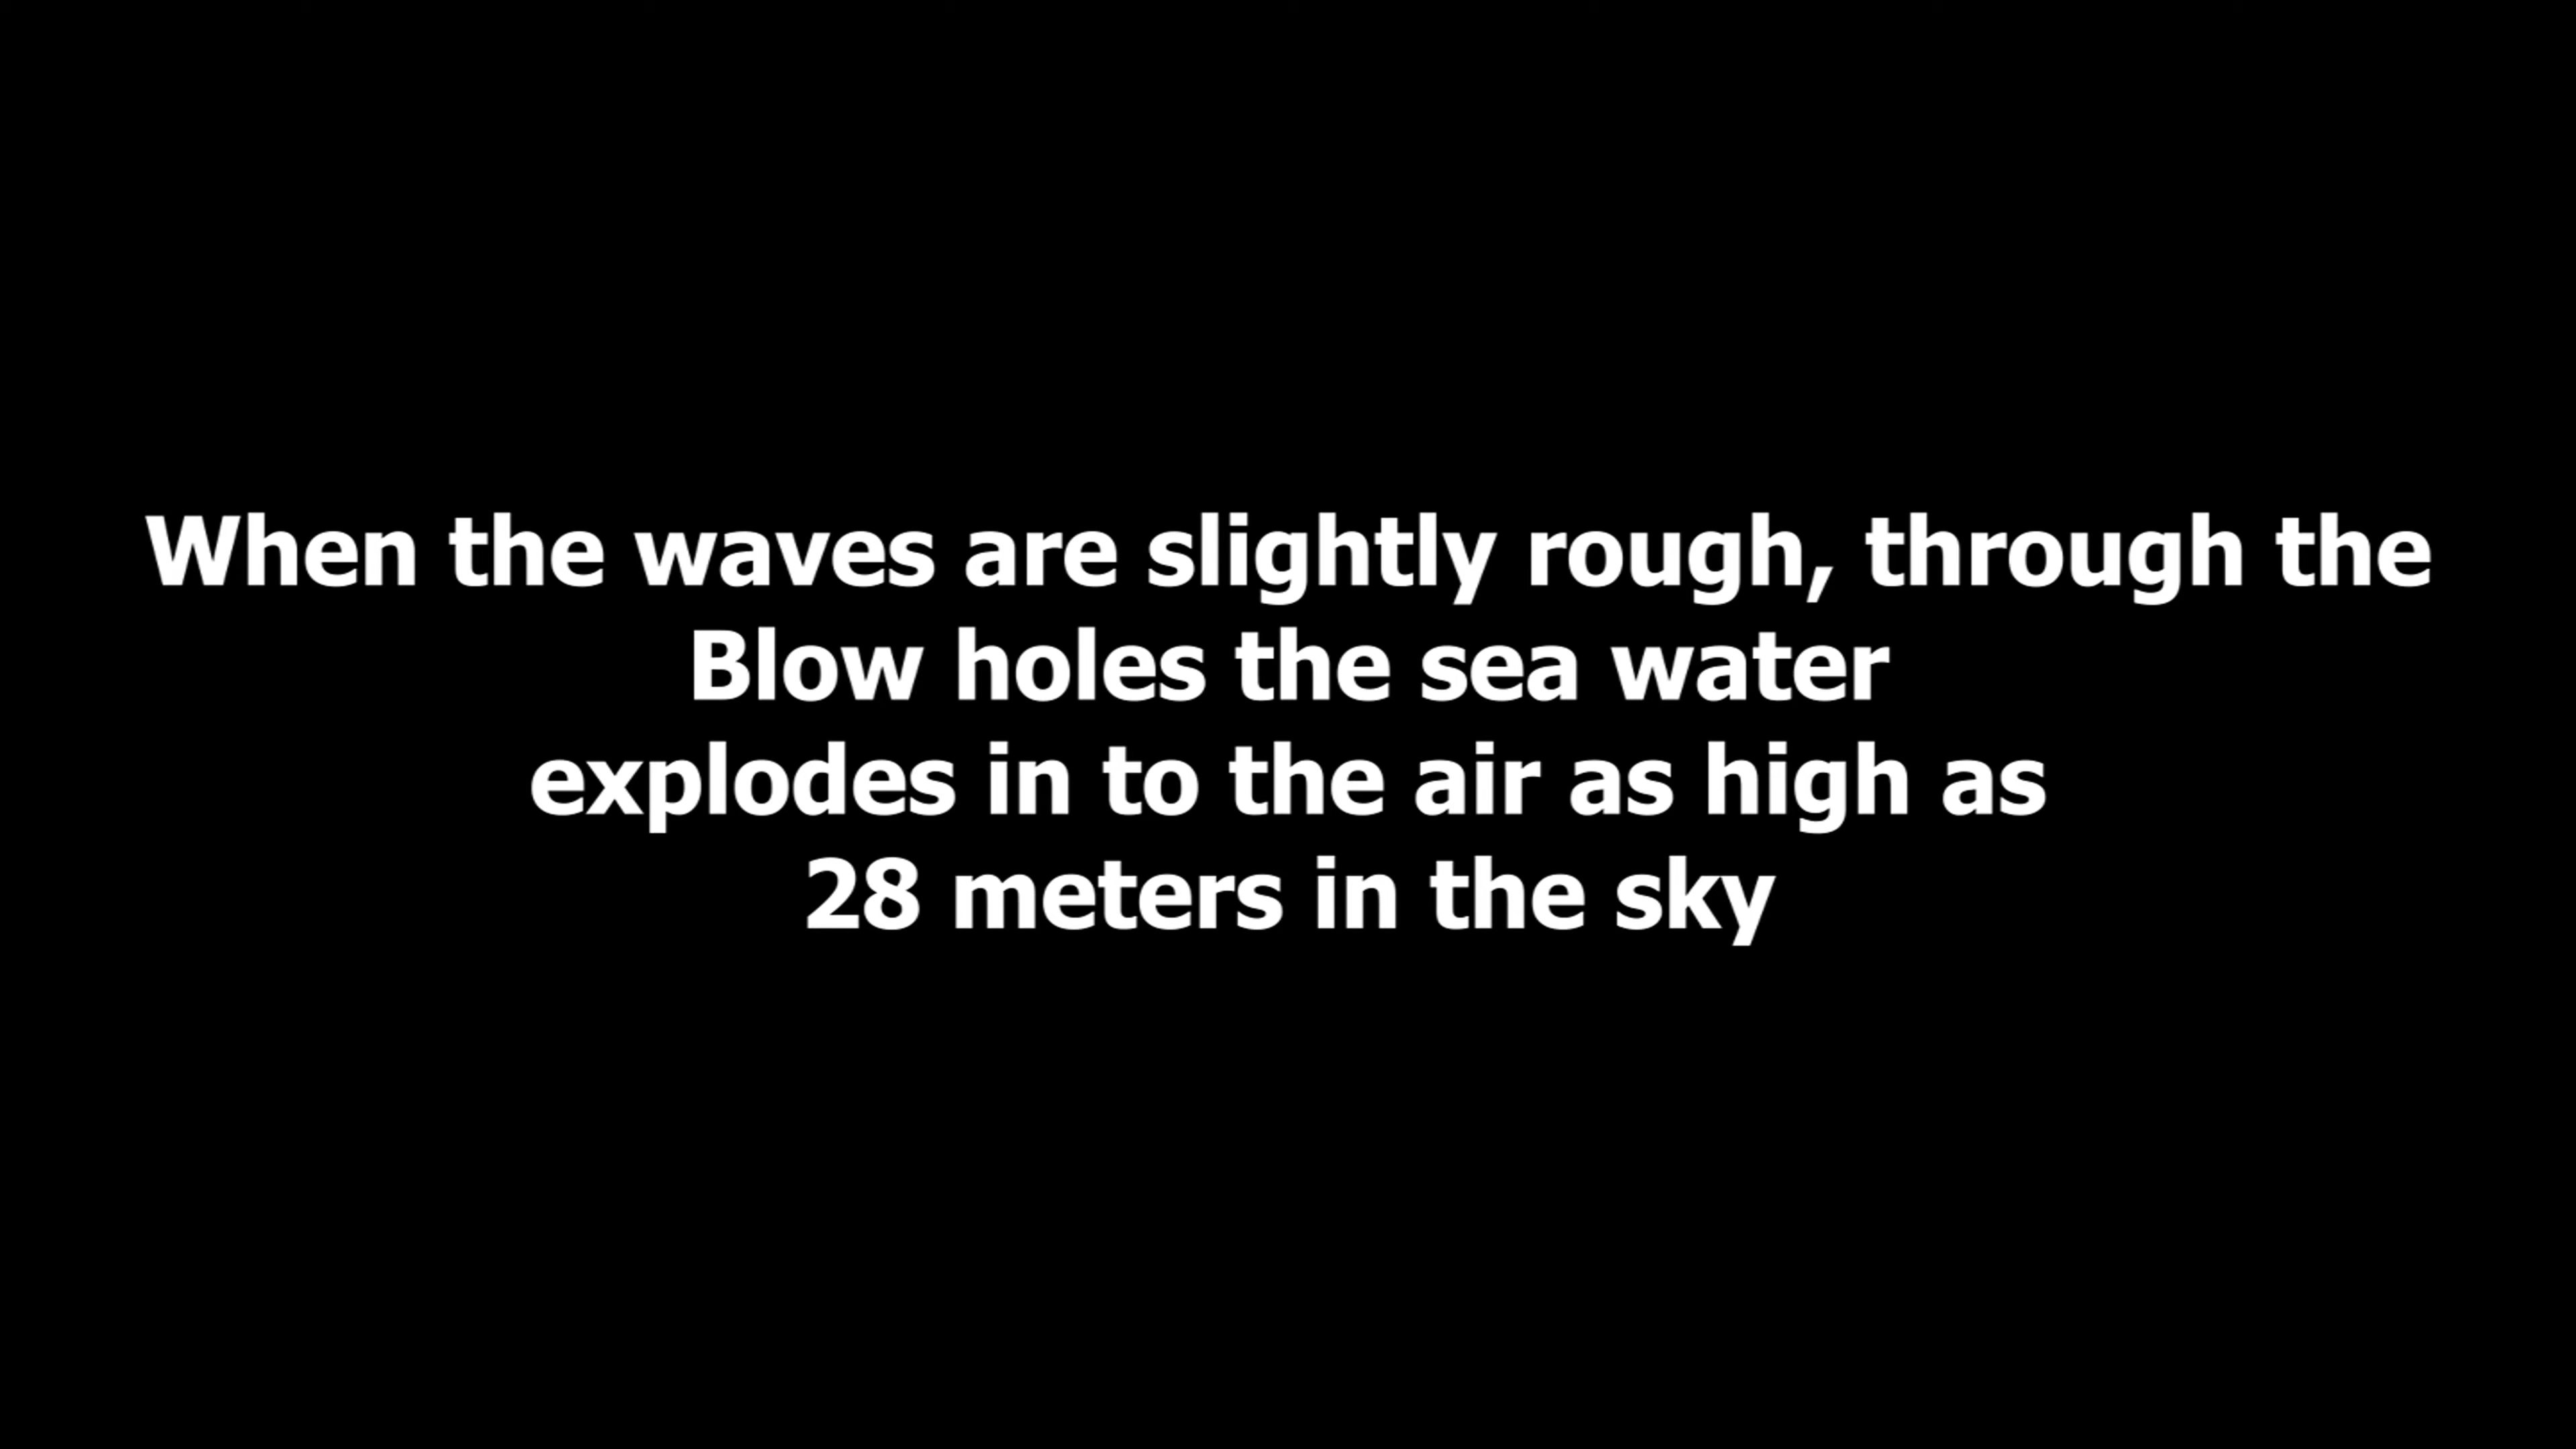 When the waves are slightly rough, through the
Blow holes the sea water
explodes in to the air as high as
28 meters in the sky